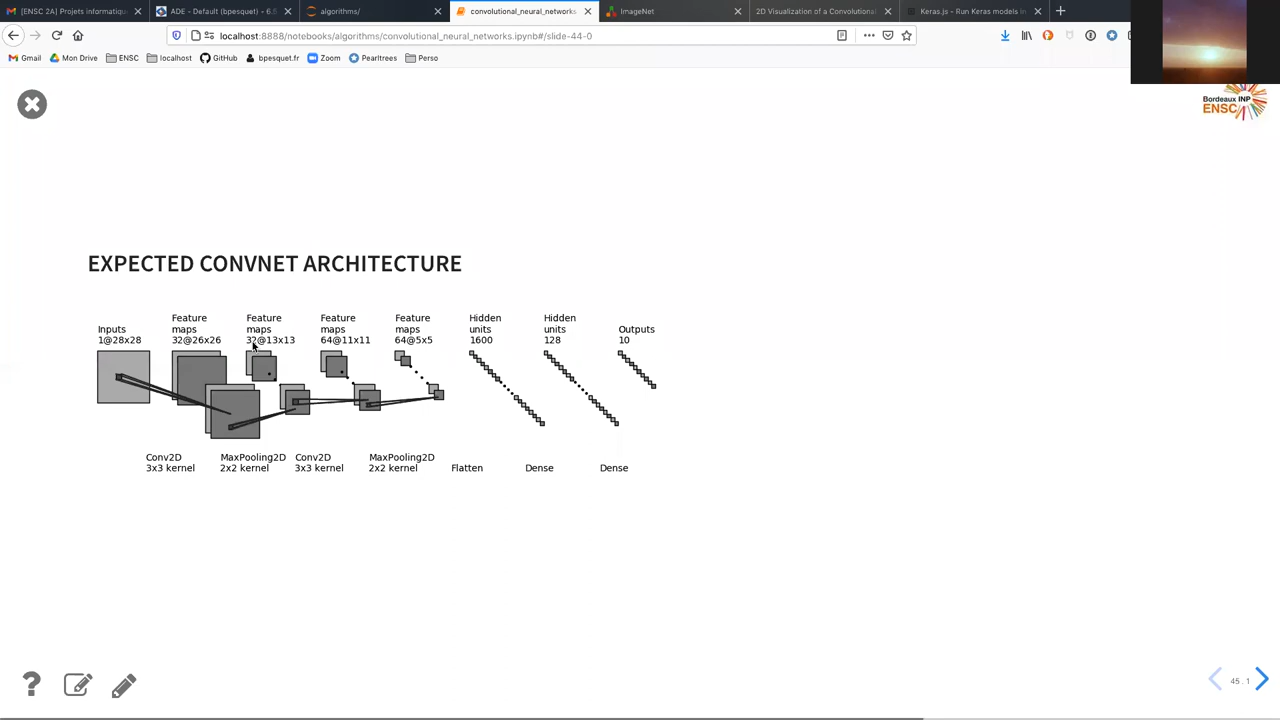 [ENSC 2A] Projets informatiqu
ADE - Default (bpesquet) - 6.8
algorithms/
convolutional_neural_networks
ImageNet
2D Visualization of a Convolutional
Keras.js - Run Keras models in
localhost:8888/notebooks/algorithms/convolutional_neural_networks.ipynb#/slide-44-0
Gmail
Mon Drive
ENSC
localhost
GitHub
bpesquet.fr
Zoom
Pearltrees
Perso
Bordeaux INP
ENSC
EXPECTED CONVNET ARCHITECTURE
Inputs
1@28x28
Feature
maps
32@26x26
Feature
maps
32@13x13
Feature
maps
64@11x11
Feature
maps
64@5x5
Hidden
units
1600
Hidden
units
128
Outputs
10
Conv2D
3x3 kernel
MaxPooling2D
2x2 kernel
Conv2D
3x3 kernel
MaxPooling2D
2x2 kernel
Flatten
Dense
Dense
45.1